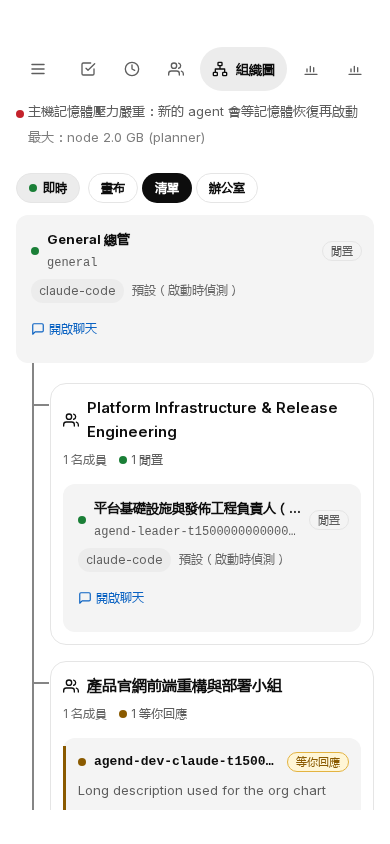 組織圖
主機記憶體壓力嚴重：新的 agent 會等記憶體恢復再啟動
最大：node 2.0 GB (planner)
即時
畫布
清單
辦公室
General 總管
general
閒置
claude-code
預設（啟動時偵測）
開啟聊天
Platform Infrastructure & Release
Engineering
1 名成員
1 閒置
平台基礎設施與發佈工程負責人（ …
agend-leader-t1500000000000…
閒置
claude-code
預設（啟動時偵測）
開啟聊天
產品官網前端重構與部署小組
1 名成員
1 等你回應
agend-dev-claude-t1500…
等你回應
Long description used for the org chart